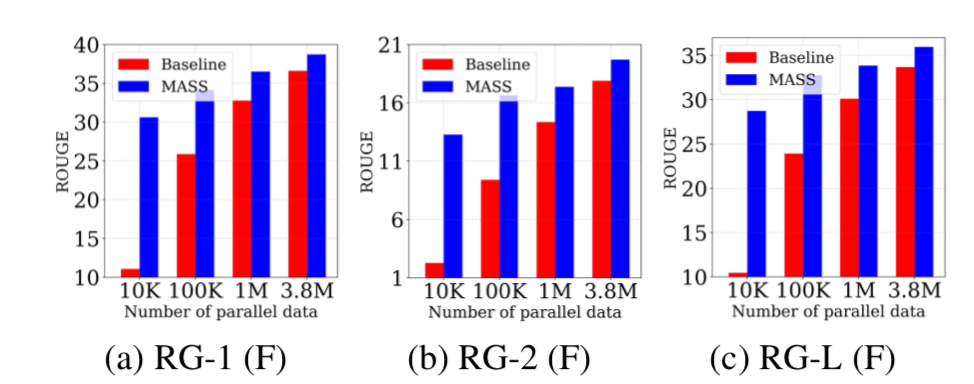 40
35
30
25
20
15
10
ROUGE
Baseline
MASS
10K 100K 1M 3.8M
Number of parallel data
(a) RG-1 (F)
21
16
11
6
1
ROUGE
Baseline
MASS
10K 100K 1M 3.8M
Number of parallel data
(b) RG-2 (F)
35
30
25
20
15
10
ROUGE
Baseline
MASS
10K 100K 1M 3.8M
Number of parallel data
(c) RG-L (F)